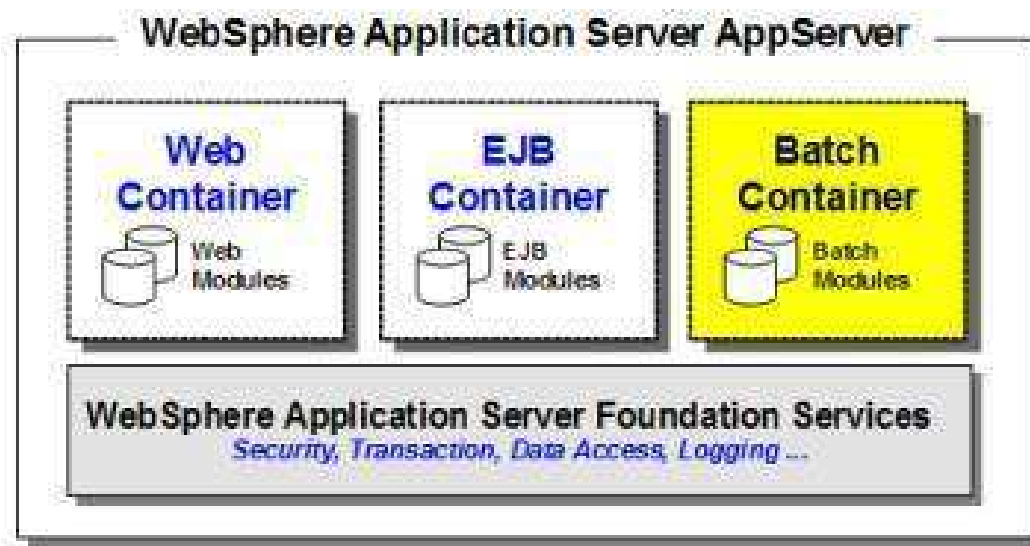 WebSphere Application Server AppServer
Web
Container
Web
Modules
EJB
Container
EJB
Modules
Batch
Container
Batch
Modules
WebSphere Application Server Foundation Services
Security, Transaction, Data Access, Logging ...